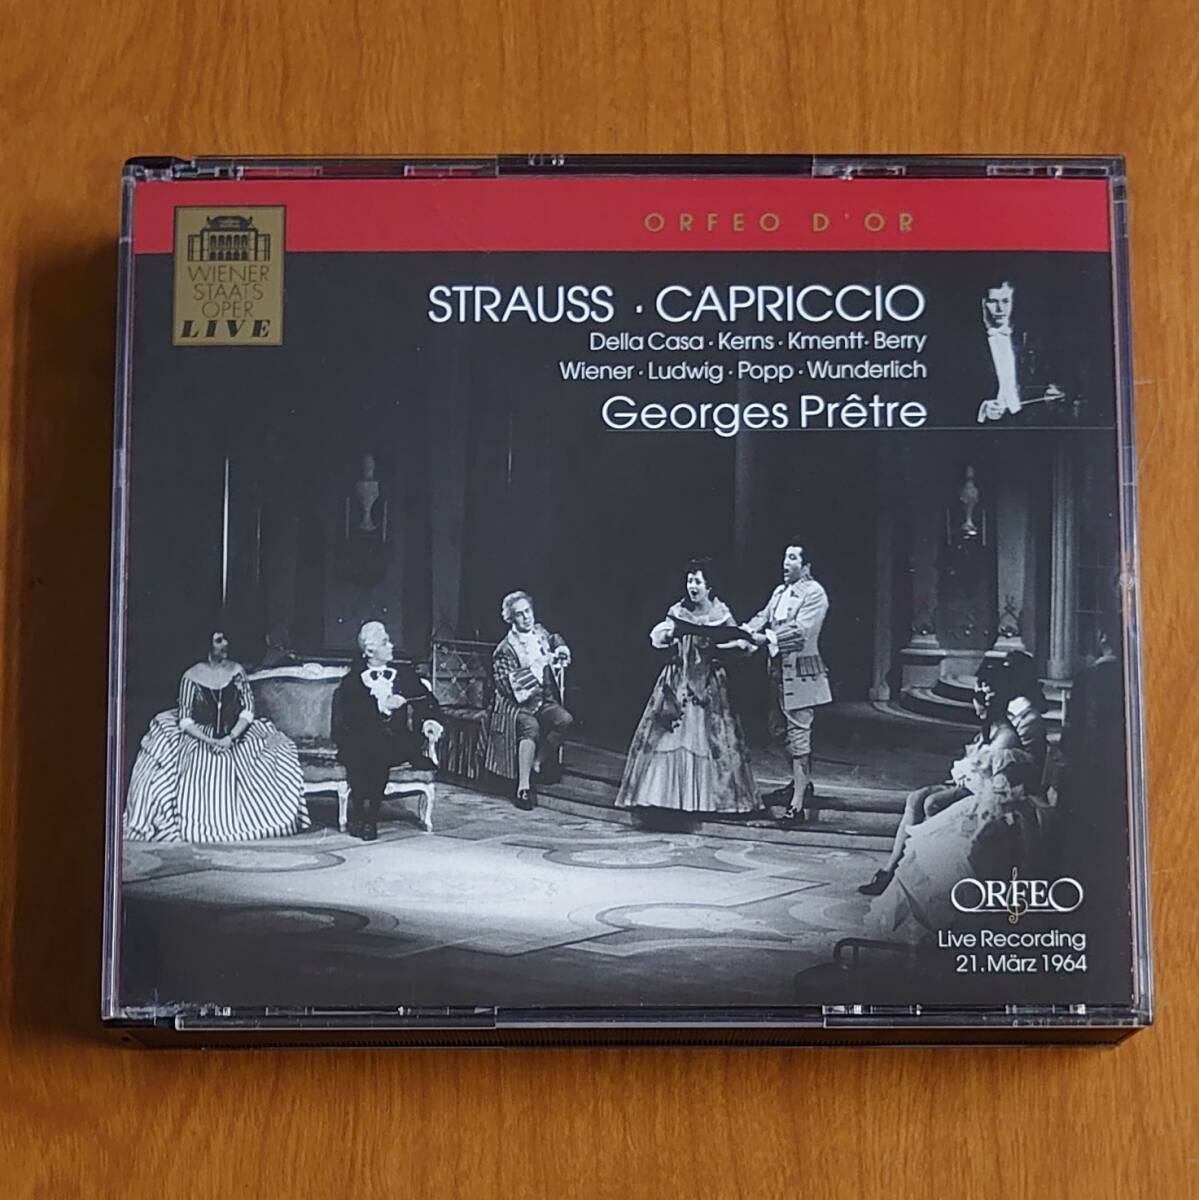 ORFEO D'OR
WIENER
STAATS
OPER
LIVE
STRAUSS · CAPRICCIO
Della Casa · Kerns · Kmentt · Berry
Wiener · Ludwig · Popp · Wunderlich
Georges Prêtre
ORFEO
Live Recording
21. März 1964